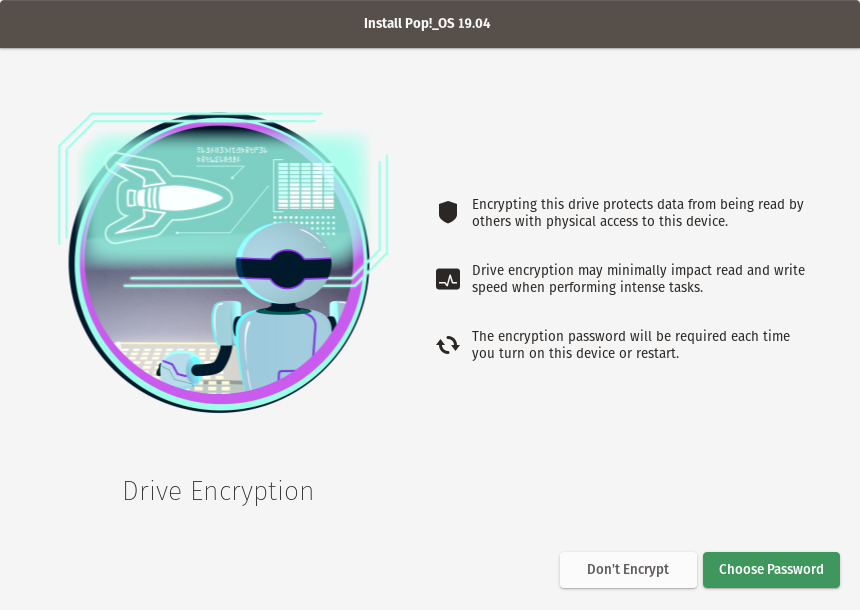 Install Pop!_OS 19.04
Encrypting this drive protects data from being read by
others with physical access to this device.
Drive encryption may minimally impact read and write
speed when performing intense tasks.
The encryption password will be required each time
you turn on this device or restart.
Drive Encryption
Don't Encrypt
Choose Password